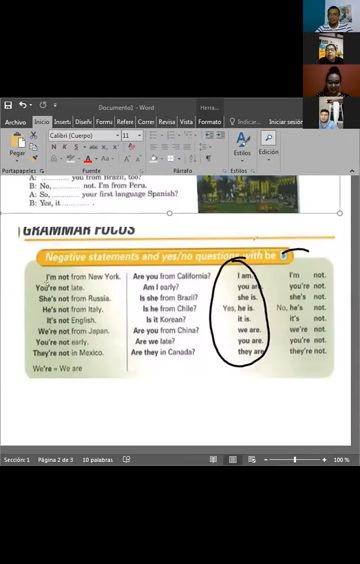 Documento1 - Word
Herra...
Archivo Inicio Insert Diseñ Form Refere Corres Revisa Vista Formato Indicar... Iniciar sesión
Pegar
Calibri (Cuerpo) 11
N K S
Estilos
Edición
Portapapeles Fuente Párrafo Estilos
A: you from Brazil, too?
B: No, not. I'm from Peru.
A: So, your first language Spanish?
B: Yes, it .
GRAMMAR FOCUS
Negative statements and yes/no questions with be
I'm not from New York. Are you from California? I am. I'm not.
You're not late. Am I early? you are. you're not.
She's not from Russia. Is she from Brazil? she is. she's not.
He's not from Italy. Is he from Chile? Yes, he is. No, he's not.
It's not English. Is it Korean? it is. it's not.
We're not from Japan. Are you from China? we are. we're not.
You're not early. Are we late? you are. you're not.
They're not in Mexico. Are they in Canada? they are. they're not.
We're = We are
Sección: 1 Página 2 de 3 10 palabras 100 %